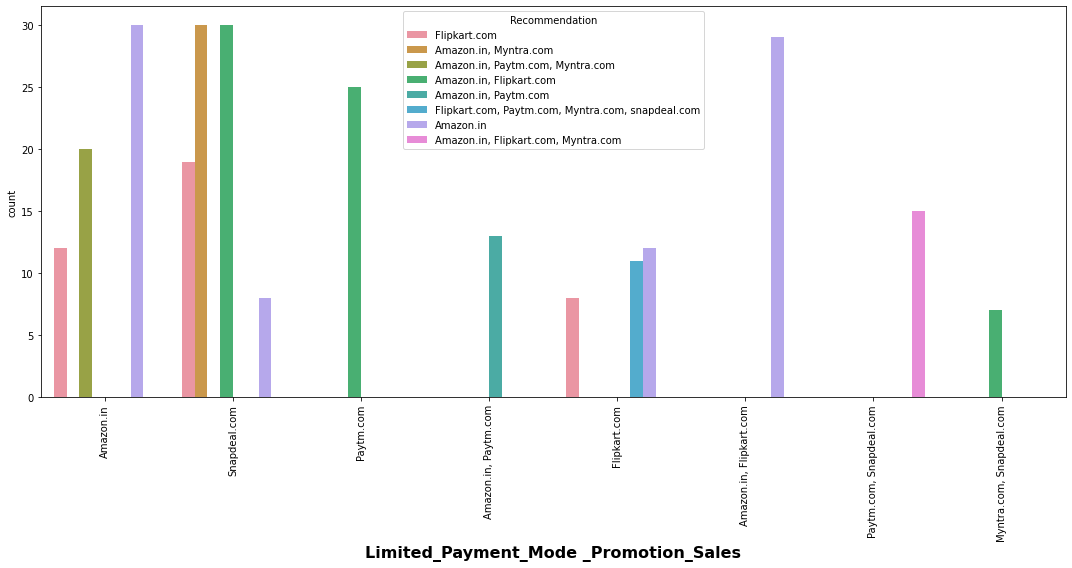 Recommendation
Flipkart.com
Amazon.in, Myntra.com
Amazon.in, Paytm.com, Myntra.com
Amazon.in, Flipkart.com
Amazon.in, Paytm.com
Flipkart.com, Paytm.com, Myntra.com, snapdeal.com
Amazon.in
Amazon.in, Flipkart.com, Myntra.com
count
30
25
20
15
10
5
0
Amazon.in
Snapdeal.com
Paytm.com
Amazon.in, Paytm.com
Flipkart.com
Amazon.in, Flipkart.com
Paytm.com, Snapdeal.com
Myntra.com, Snapdeal.com
Limited_Payment_Mode _Promotion_Sales